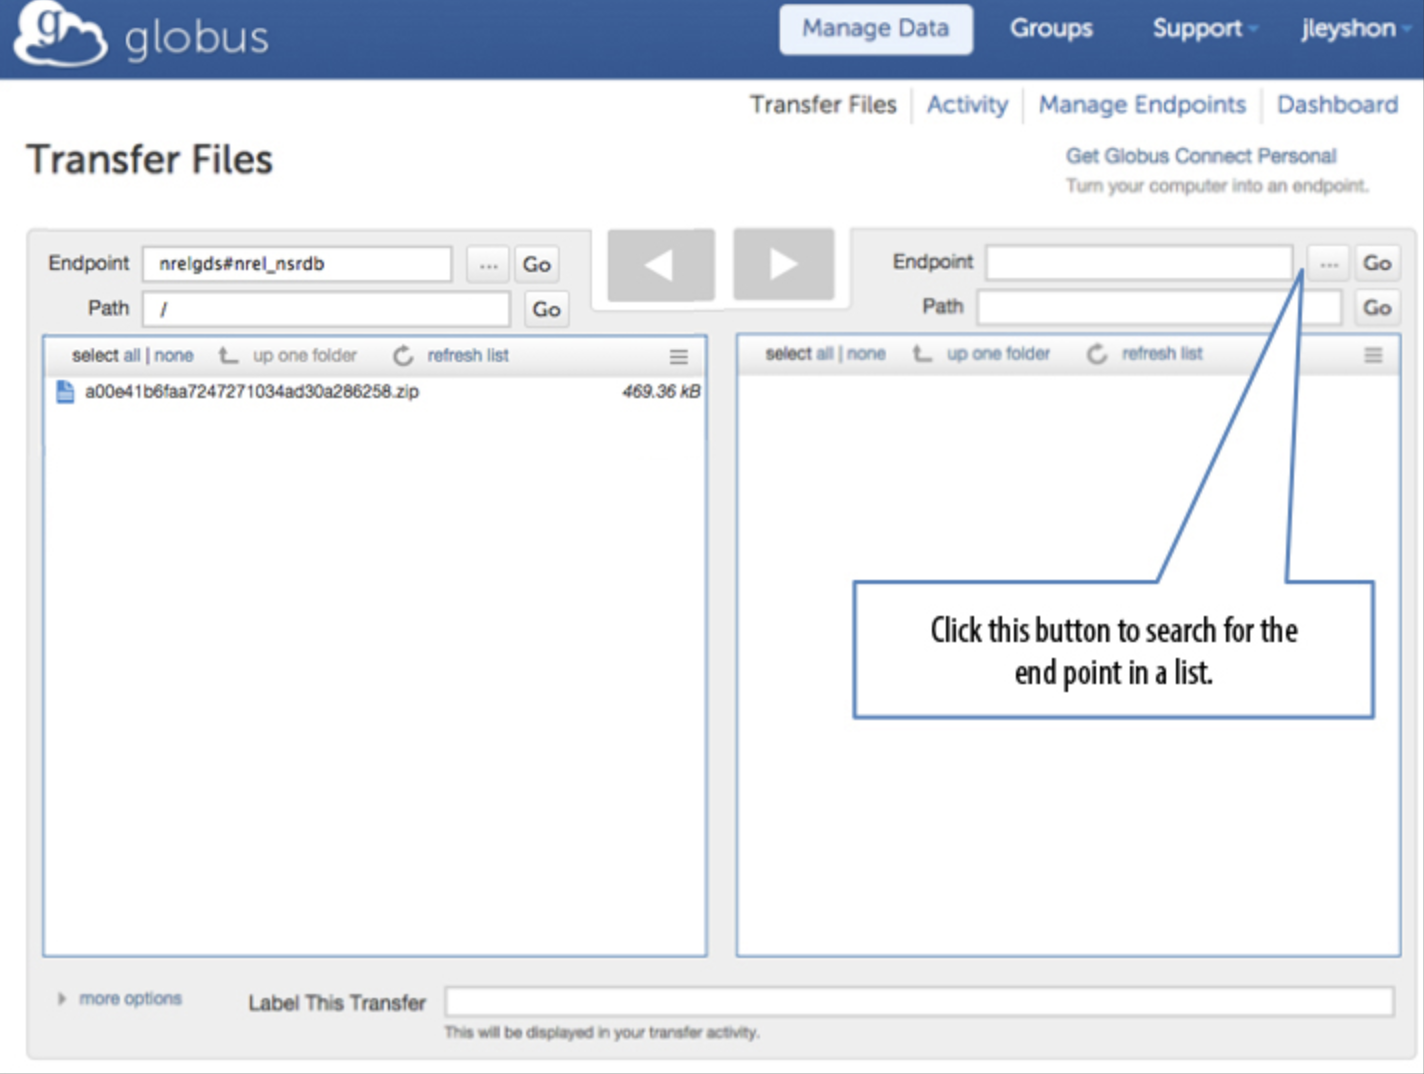 globus
Manage Data Groups Support jleyshon
Transfer Files Activity Manage Endpoints Dashboard
Transfer Files
Get Globus Connect Personal
Turn your computer into an endpoint.
Endpoint nrelgds#nrel_nsrdb ... Go
Path / Go
Endpoint ... Go
Path Go
select all | none up one folder refresh list
a00e41b6faa7247271034ad30a286258.zip 469.36 kB
select all | none up one folder refresh list
Click this button to search for the
end point in a list.
more options Label This Transfer
This will be displayed in your transfer activity.